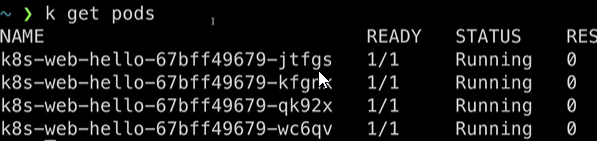 ~ ❯ k get pods
NAME READY STATUS RES
k8s-web-hello-67bff49679-jtfgs 1/1 Running 0
k8s-web-hello-67bff49679-kfgnx 1/1 Running 0
k8s-web-hello-67bff49679-qk92x 1/1 Running 0
k8s-web-hello-67bff49679-wc6qv 1/1 Running 0